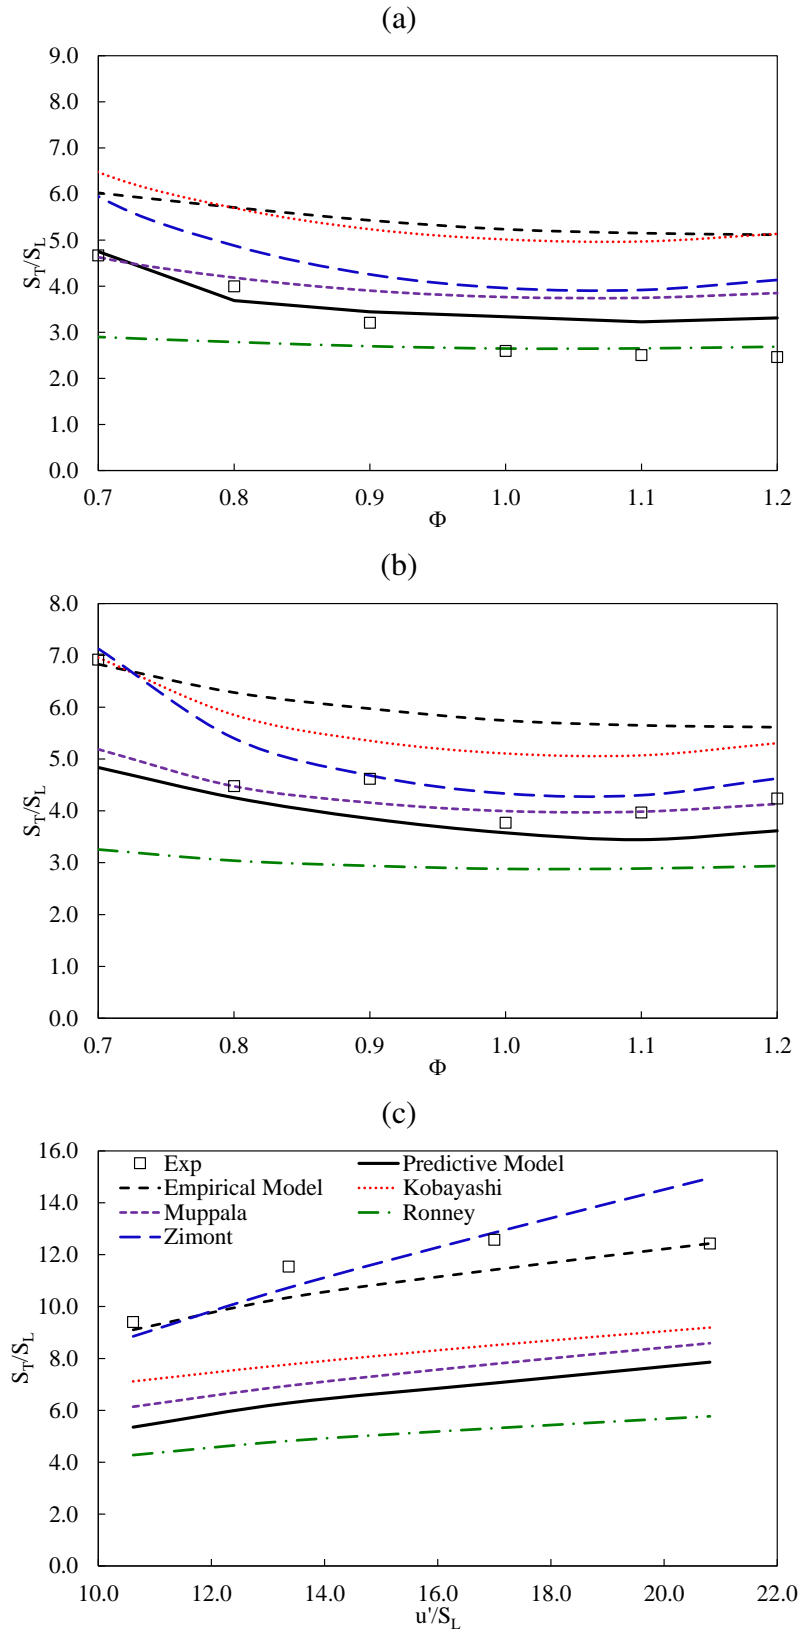 (a)
9.0
8.0
7.0
6.0
5.0
4.0
3.0
2.0
1.0
0.0
S_T/S_L
0.7 0.8 0.9 1.0 1.1 1.2
Φ
(b)
8.0
7.0
6.0
5.0
4.0
3.0
2.0
1.0
0.0
S_T/S_L
0.7 0.8 0.9 1.0 1.1 1.2
Φ
(c)
16.0
14.0
12.0
10.0
8.0
6.0
4.0
2.0
0.0
S_T/S_L
Exp Predictive Model
Empirical Model Kobayashi
Muppala Ronney
Zimont
10.0 12.0 14.0 16.0 18.0 20.0 22.0
u'/S_L